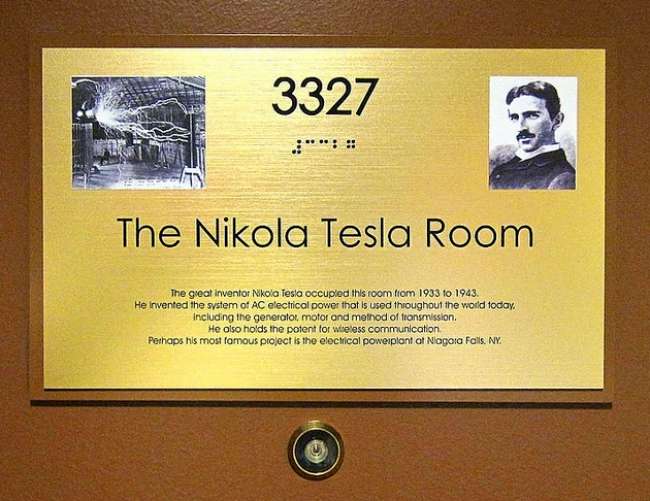 3327
⠼⠉⠉⠃⠛
The Nikola Tesla Room
The great inventor Nikola Tesla occupied this room from 1933 to 1943.
He invented the system of AC electrical power that is used throughout the world today,
including the generator, motor and method of transmission.
He also holds the patent for wireless communication.
Perhaps his most famous project is the electrical powerplant at Niagara Falls, NY.